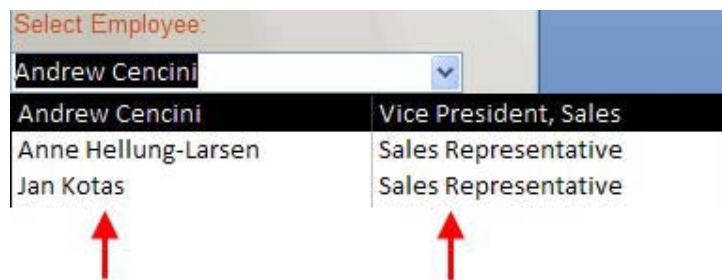 Select Employee:
Andrew Cencini
Andrew Cencini Vice President, Sales
Anne Hellung-Larsen Sales Representative
Jan Kotas Sales Representative